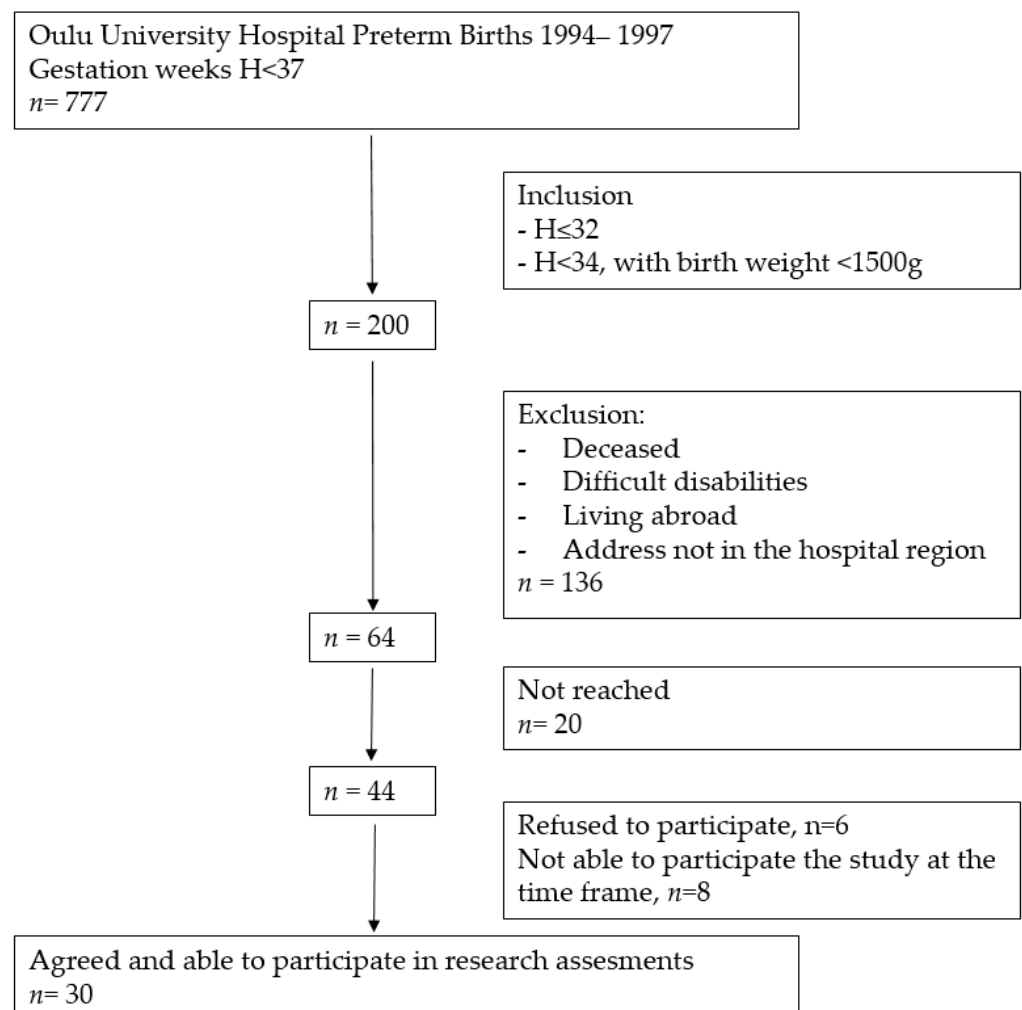 Oulu University Hospital Preterm Births 1994– 1997
Gestation weeks H<37
n= 777
Inclusion
- H≤32
- H<34, with birth weight <1500g
n = 200
Exclusion:
- Deceased
- Difficult disabilities
- Living abroad
- Address not in the hospital region
n = 136
n = 64
Not reached
n= 20
n = 44
Refused to participate, n=6
Not able to participate the study at the
time frame, n=8
Agreed and able to participate in research assesments
n= 30